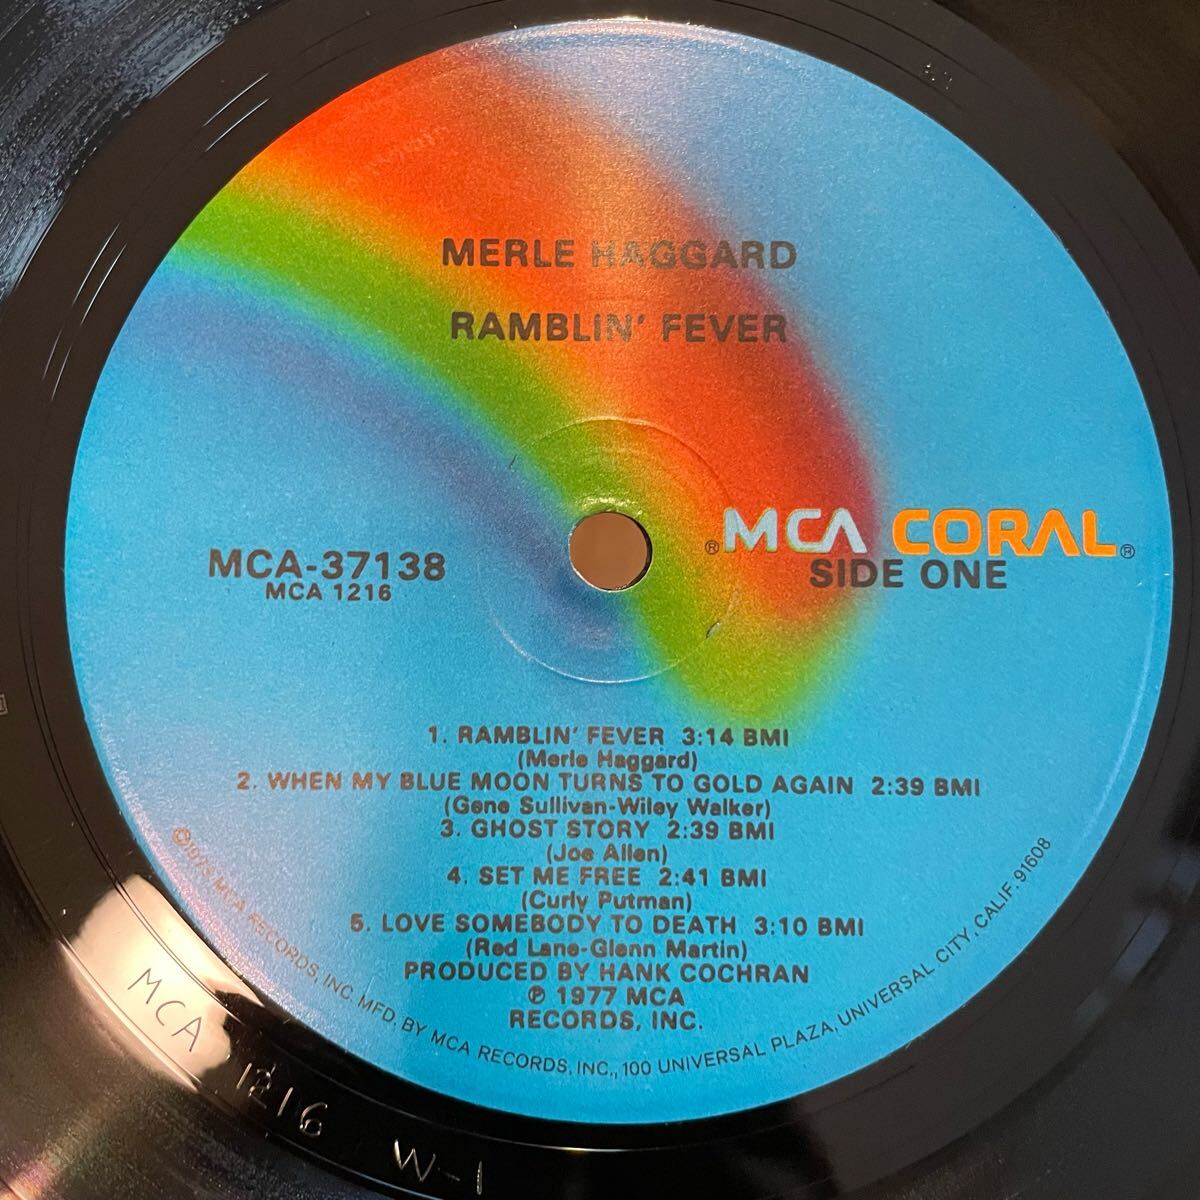 MERLE HAGGARD
RAMBLIN' FEVER
® MCA CORAL ®
SIDE ONE
MCA-37138
MCA 1216
1. RAMBLIN' FEVER 3:14 BMI
(Merle Haggard)
2. WHEN MY BLUE MOON TURNS TO GOLD AGAIN 2:39 BMI
(Gene Sullivan-Wiley Walker)
3. GHOST STORY 2:39 BMI
(Joe Allen)
4. SET ME FREE 2:41 BMI
(Curly Putman)
5. LOVE SOMEBODY TO DEATH 3:10 BMI
(Red Lane-Glenn Martin)
PRODUCED BY HANK COCHRAN
℗ 1977 MCA
RECORDS, INC.
MCA RECORDS, INC. MFD. BY MCA RECORDS, INC., 100 UNIVERSAL PLAZA, UNIVERSAL CITY, CALIF. 91608
MCA 1216 W-1